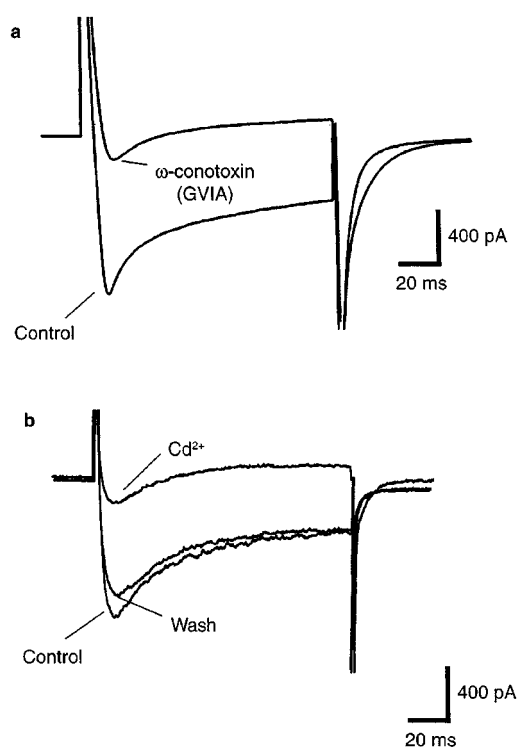 a
ω-conotoxin
(GVIA)
400 pA
20 ms
Control
b
Cd²⁺
Wash
Control
400 pA
20 ms